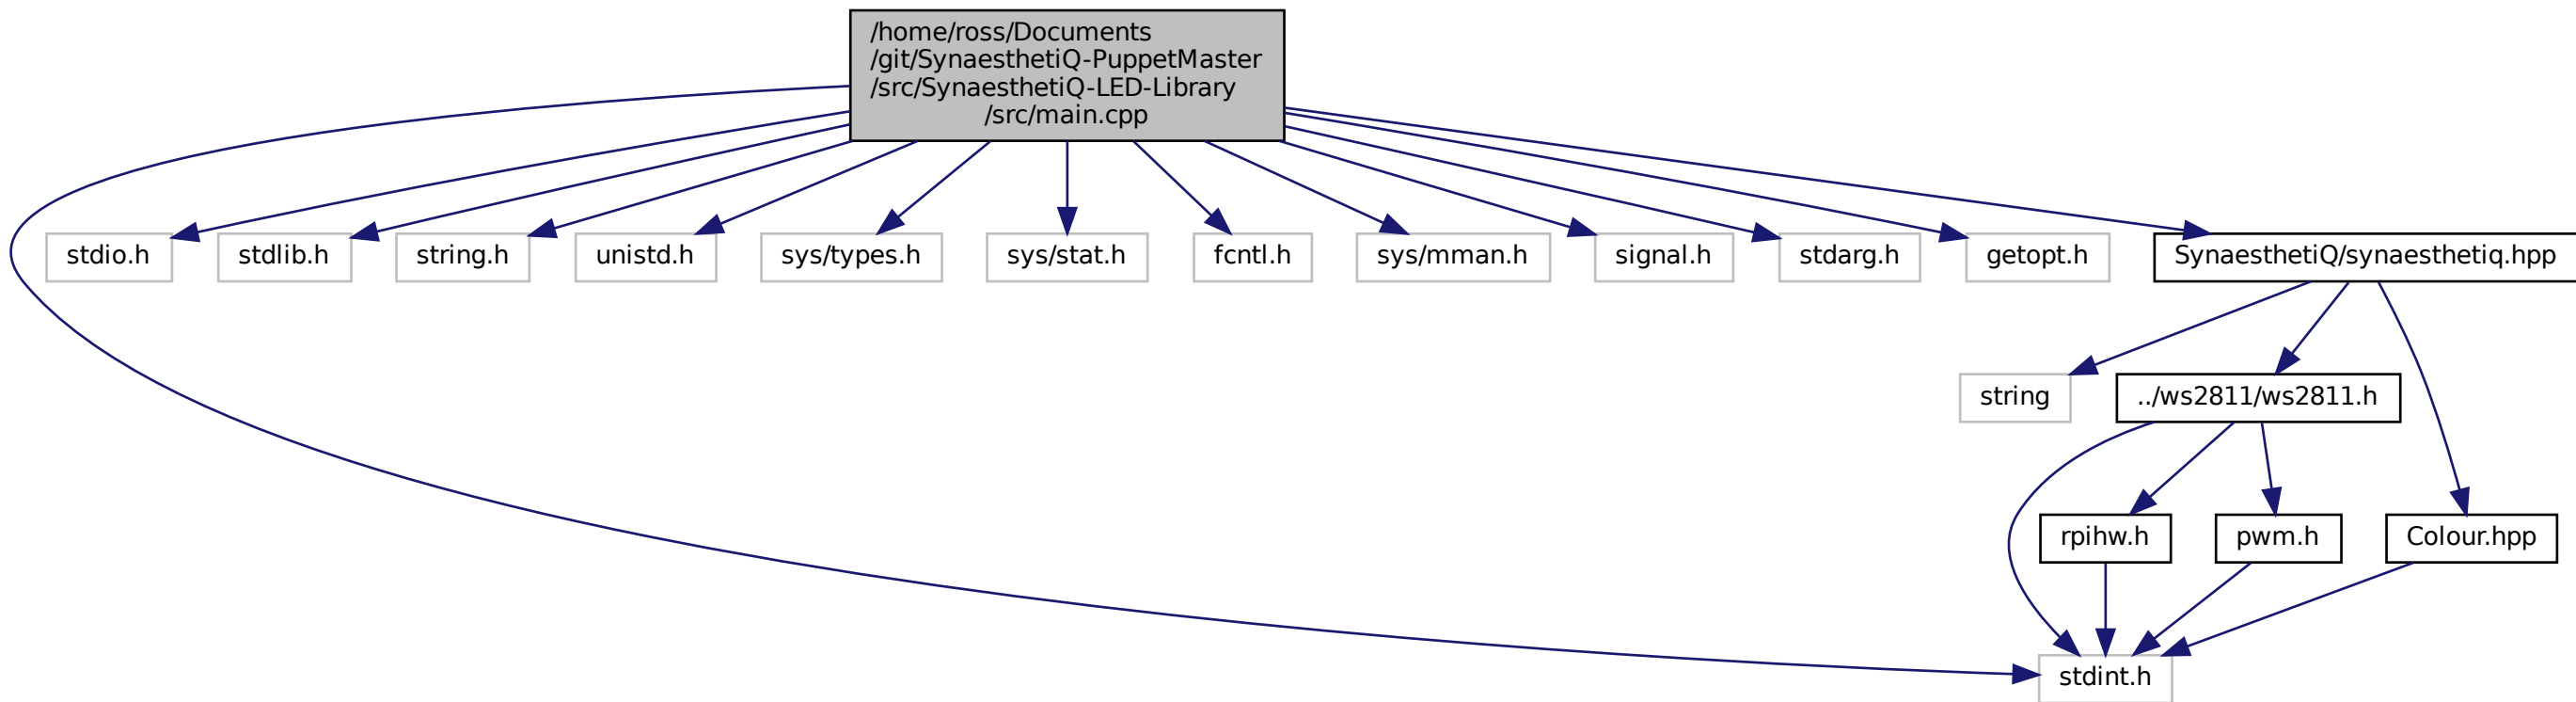 /home/ross/Documents
/git/SynaesthetiQ-PuppetMaster
/src/SynaesthetiQ-LED-Library
/src/main.cpp
stdio.h
stdlib.h
string.h
unistd.h
sys/types.h
sys/stat.h
fcntl.h
sys/mman.h
signal.h
stdarg.h
getopt.h
SynaesthetiQ/synaesthetiq.hpp
string
../ws2811/ws2811.h
rpihw.h
pwm.h
Colour.hpp
stdint.h